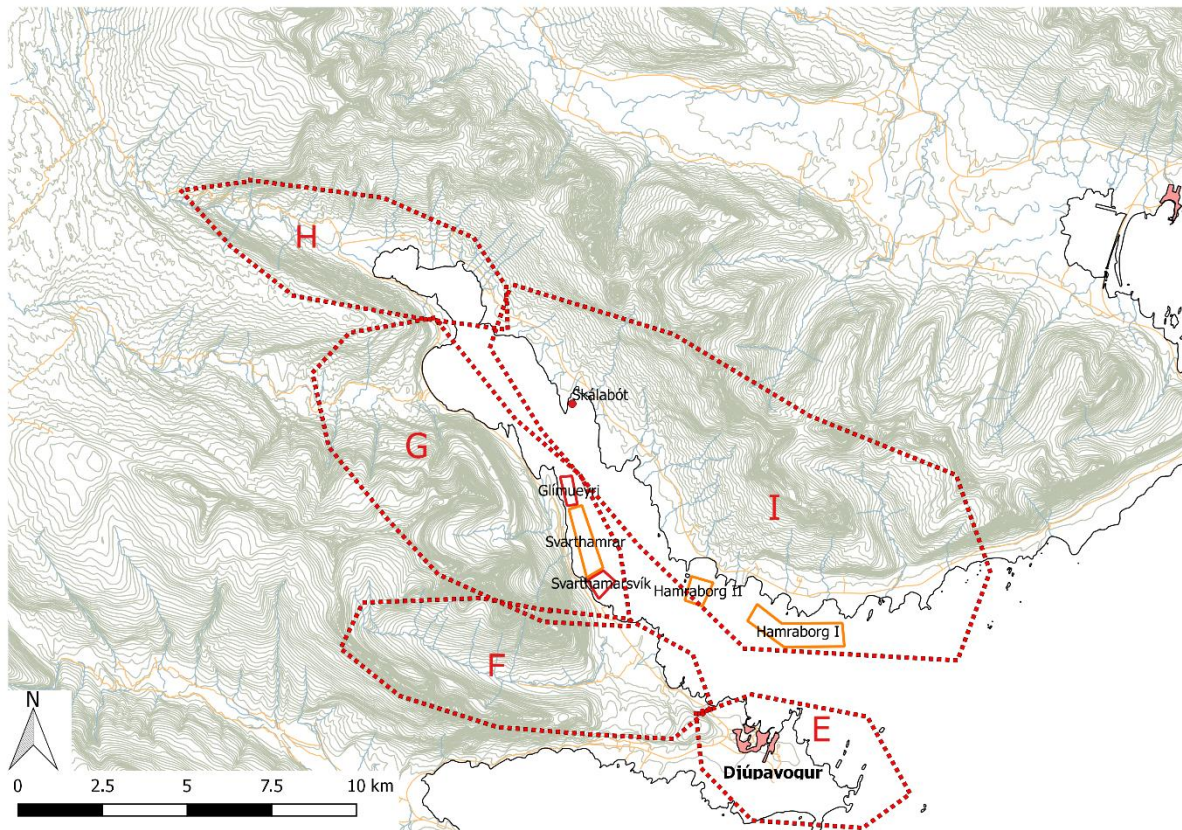 H
Skálabót
G
Glímueyri
I
Svarthamrar
Svarthamarsvík
Hamraborg II
Hamraborg I
F
N
E
Djúpavogur
0 2.5 5 7.5 10 km